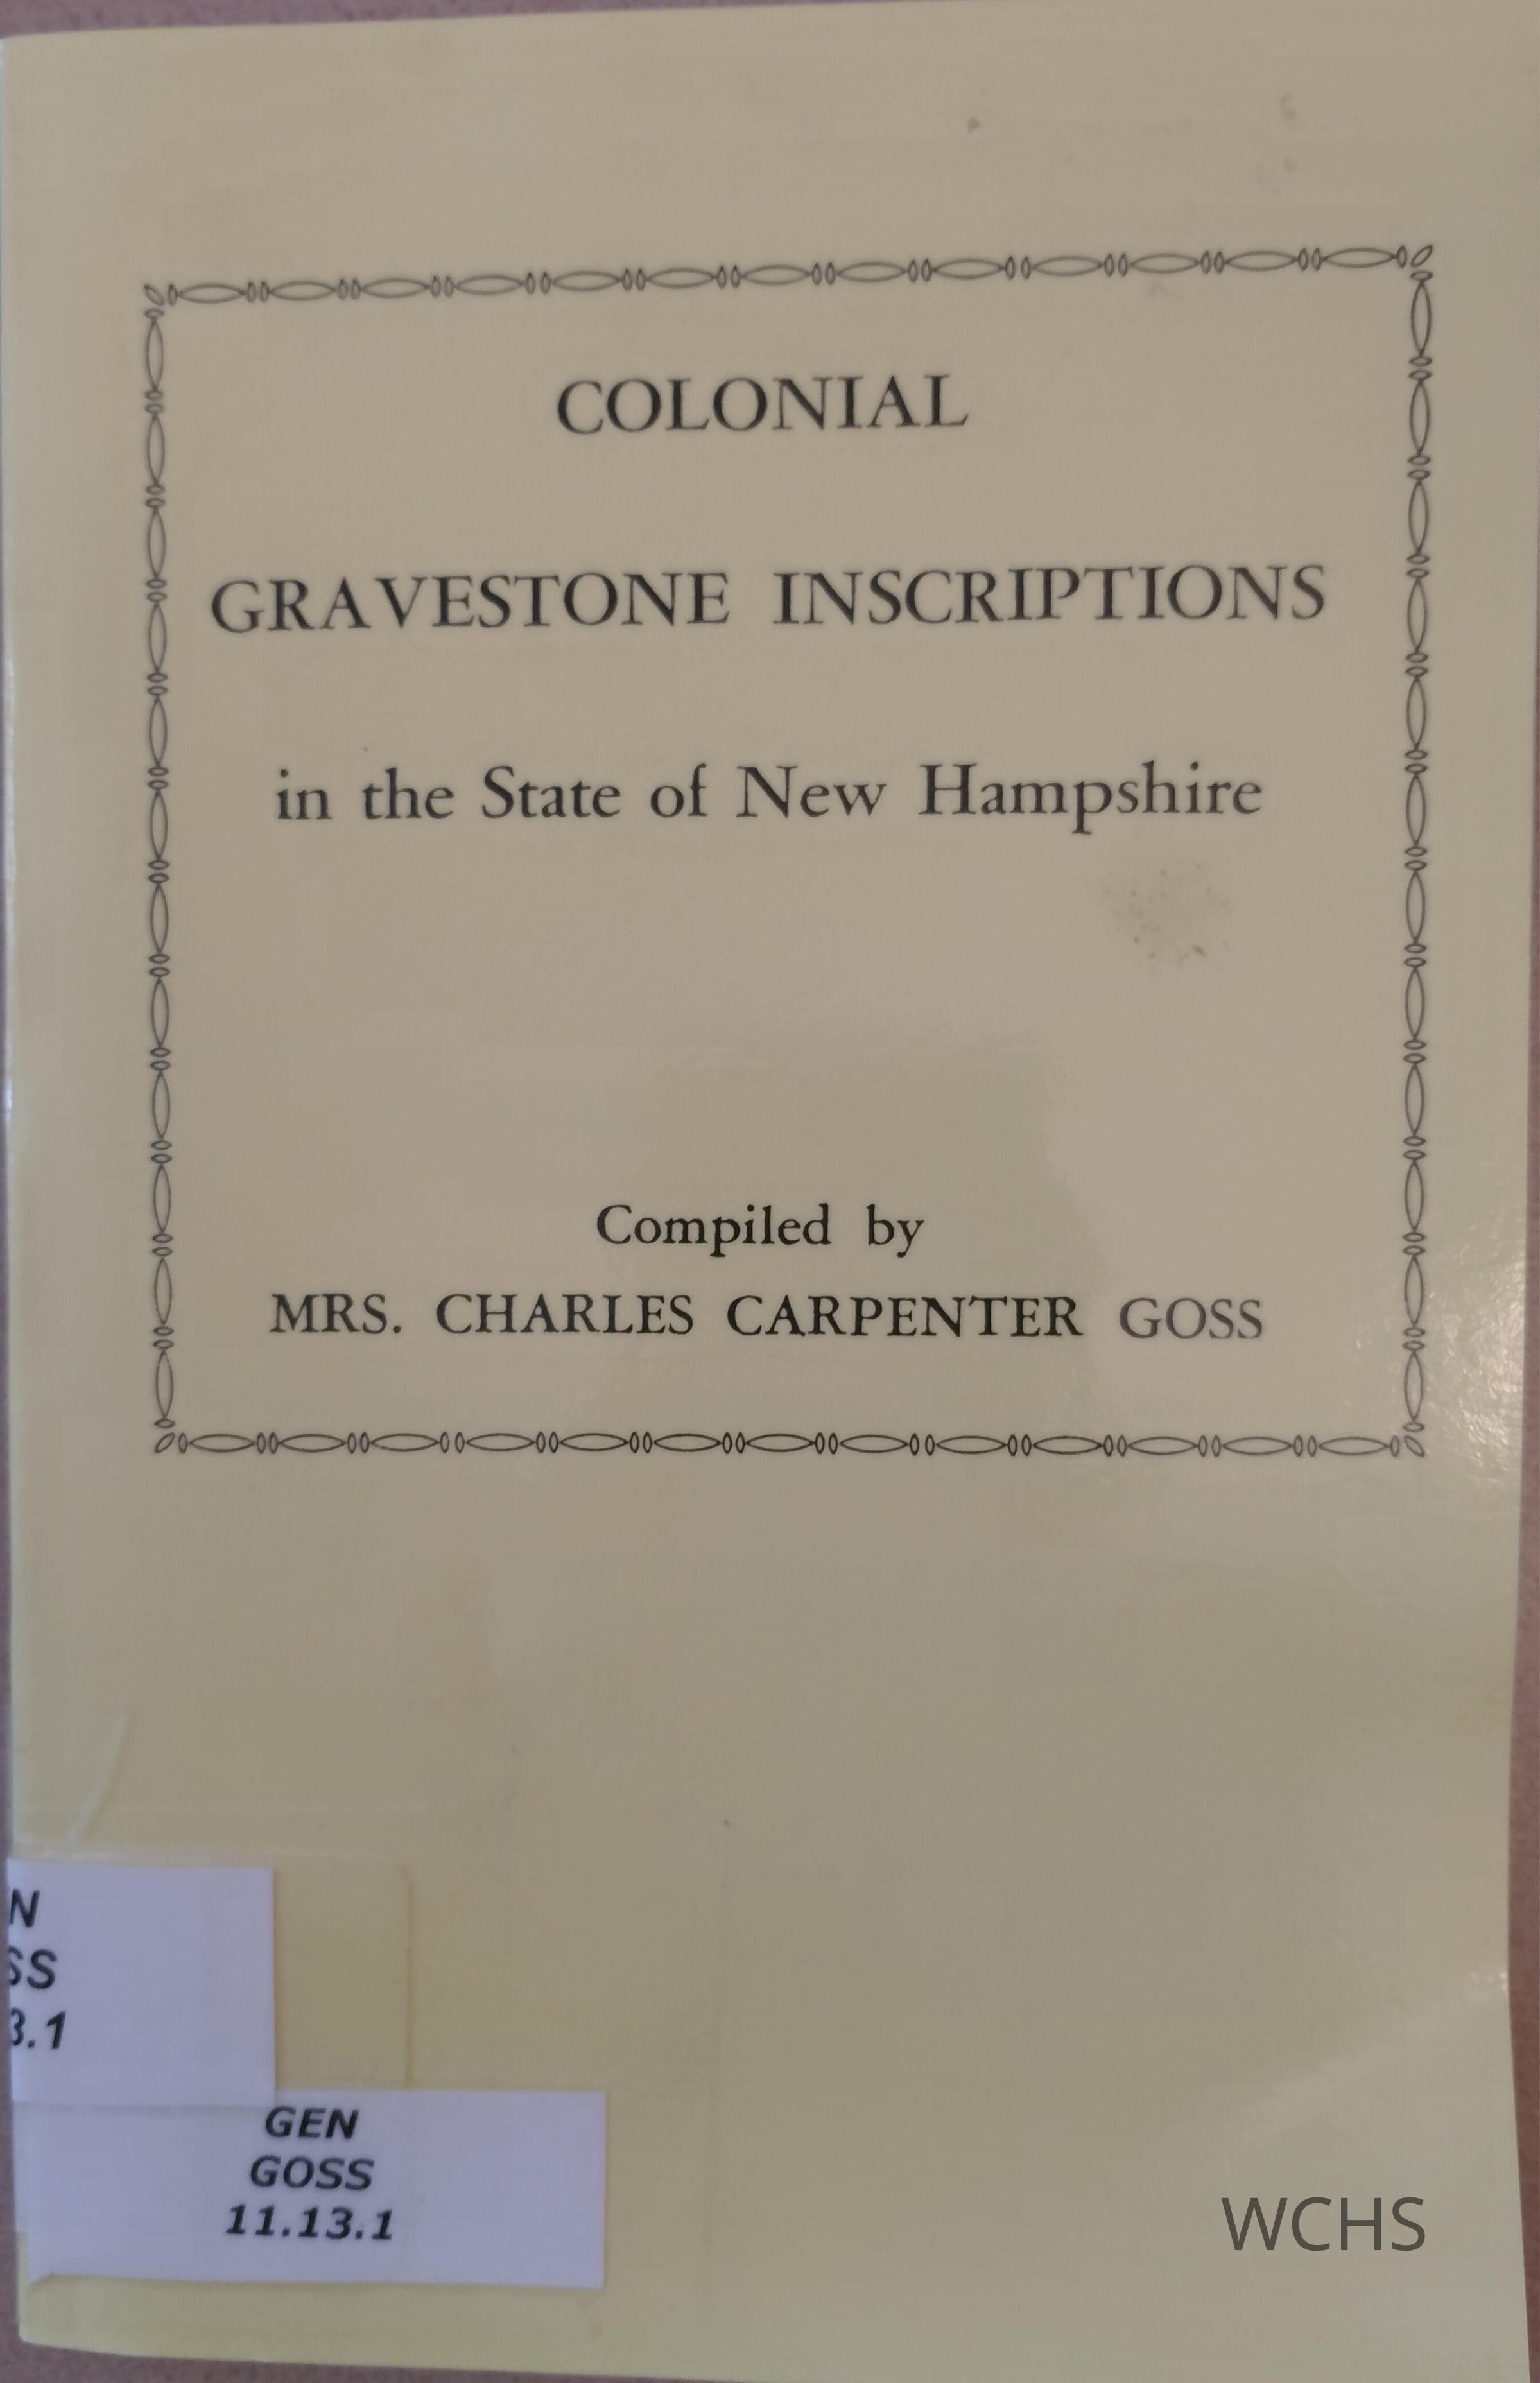 COLONIAL
GRAVESTONE INSCRIPTIONS
in the State of New Hampshire
Compiled by
MRS. CHARLES CARPENTER GOSS
N
SS
3.1
GEN
GOSS
11.13.1
WCHS